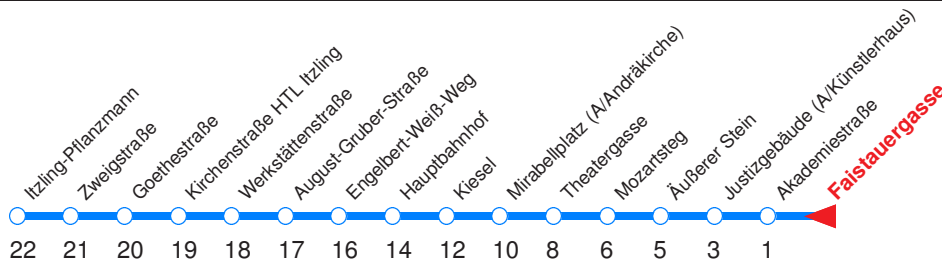 Itzling-Pflanzmann
Zweigstraße
Goethestraße
Kirchenstraße HTL Itzling
Werkstättenstraße
August-Gruber-Straße
Engelbert-Weiß-Weg
Hauptbahnhof
Kiesel
Mirabellplatz (A/Andräkirche)
Theatergasse
Mozartsteg
Äußerer Stein
Justizgebäude (A/Künstlerhaus)
Akademiestraße
Faistauergasse
22 21 20 19 18 17 16 14 12 10 8 6 5 3 1